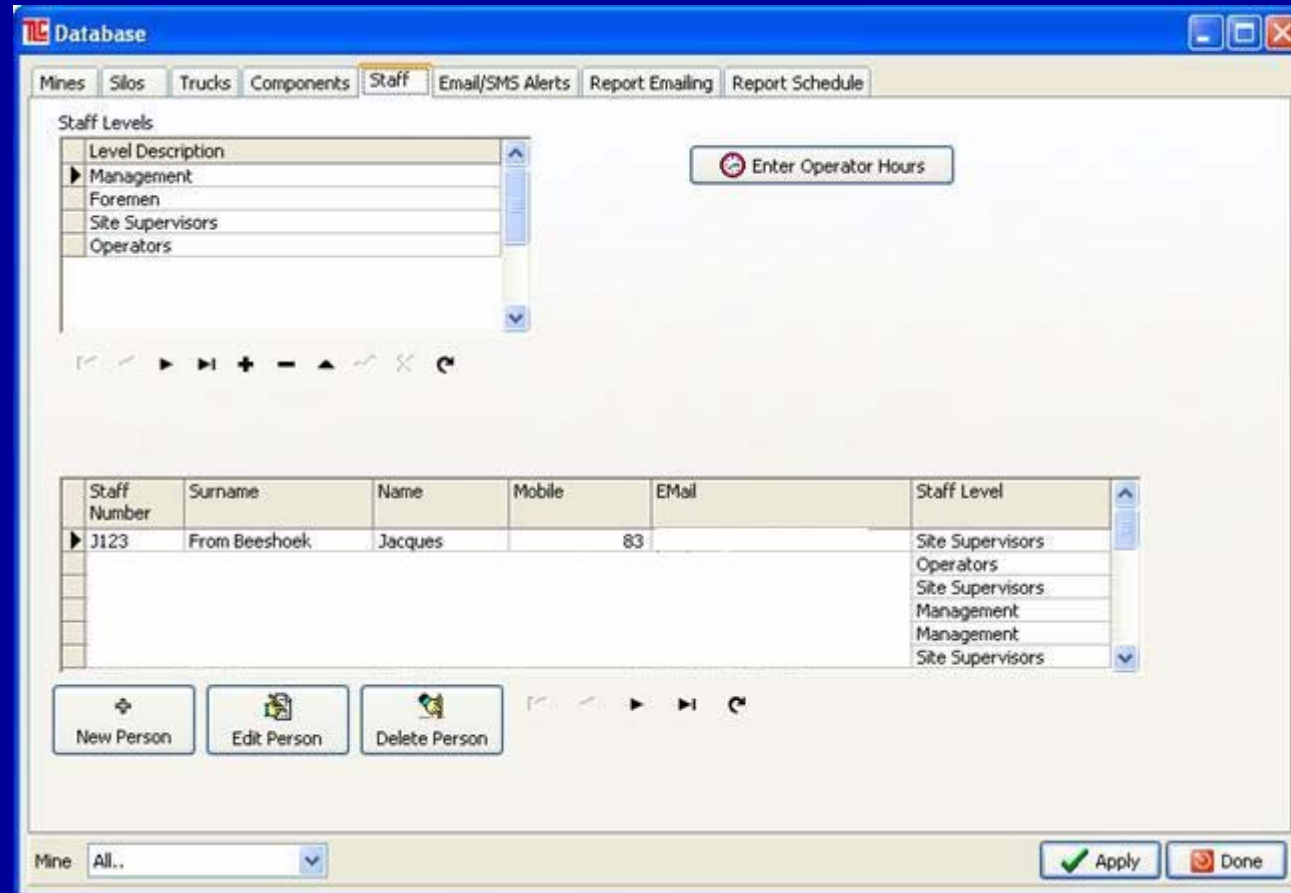 TLC Database
Mines Silos Trucks Components Staff Email/SMS Alerts Report Emailing Report Schedule
Staff Levels
Level Description
Management
Foremen
Site Supervisors
Operators
Enter Operator Hours
Staff Number Surname Name Mobile EMail Staff Level
J123 From Beeshoek Jacques 83 Site Supervisors
Operators
Site Supervisors
Management
Management
Site Supervisors
New Person Edit Person Delete Person
Mine All.. Apply Done